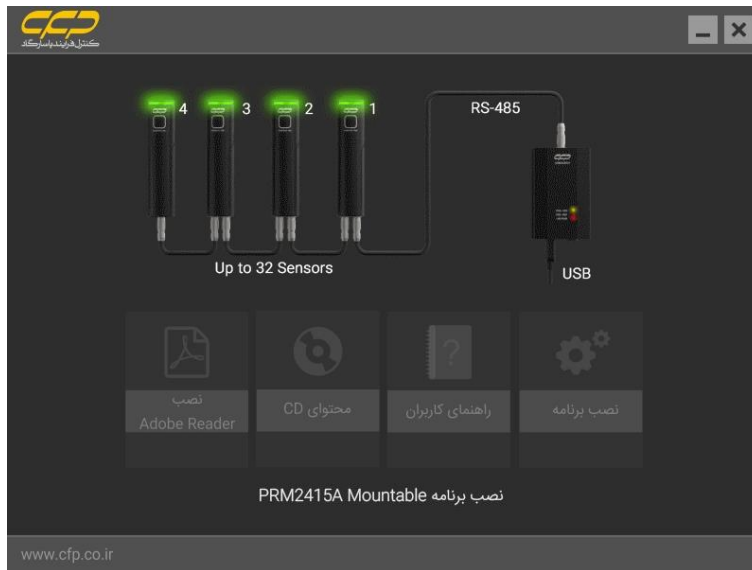 cfp
کنترل فرایند پاسارگاد
4
3
2
1
RS-485
Up to 32 Sensors
USB
نصب
Adobe Reader
محتوای CD
راهنمای کاربران
نصب برنامه
نصب برنامه PRM2415A Mountable
www.cfp.co.ir